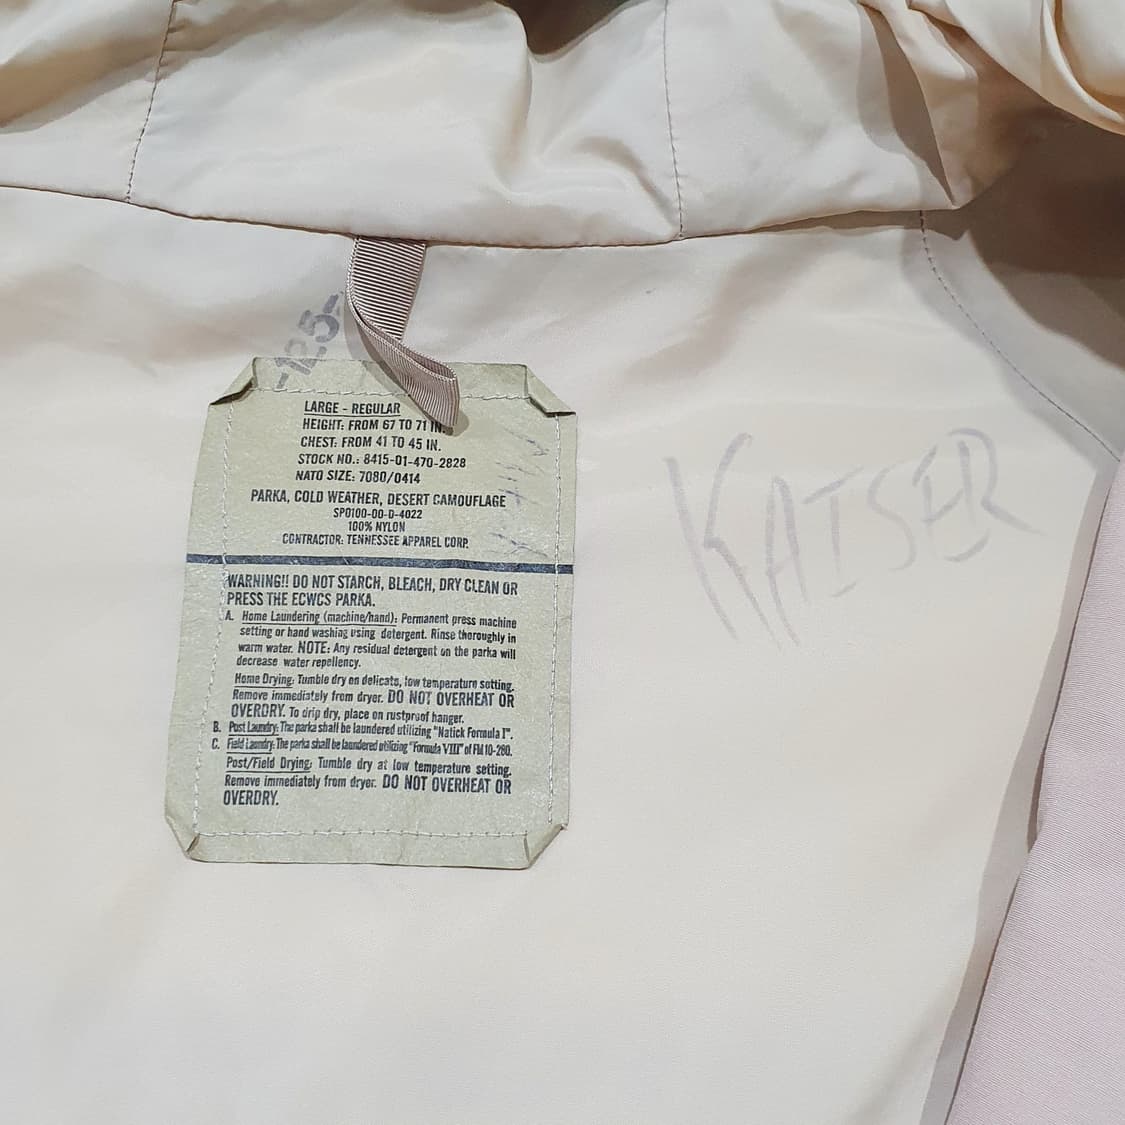 -125-
LARGE - REGULAR
HEIGHT: FROM 67 TO 71 IN.
CHEST: FROM 41 TO 45 IN.
STOCK NO.: 8415-01-470-2828
NATO SIZE: 7080/0414
PARKA, COLD WEATHER, DESERT CAMOUFLAGE
SP0100-00-D-4022
100% NYLON
CONTRACTOR: TENNESSEE APPAREL CORP.
KAISER
WARNING!! DO NOT STARCH, BLEACH, DRY CLEAN OR
PRESS THE ECWCS PARKA.
A. Home Laundering (machine/hand): Permanent press machine
setting or hand washing using detergent. Rinse thoroughly in
warm water. NOTE: Any residual detergent on the parka will
decrease water repellency.
Home Drying: Tumble dry on delicate, low temperature setting.
Remove immediately from dryer. DO NOT OVERHEAT OR
OVERDRY. To drip dry, place on rustproof hanger.
B. Post Laundry: The parka shall be laundered utilizing "Natick Formula I".
C. Field Laundry: The parka shall be laundered utilizing "Formula VIII" of FM 10-280.
Post/Field Drying: Tumble dry at low temperature setting.
Remove immediately from dryer. DO NOT OVERHEAT OR
OVERDRY.